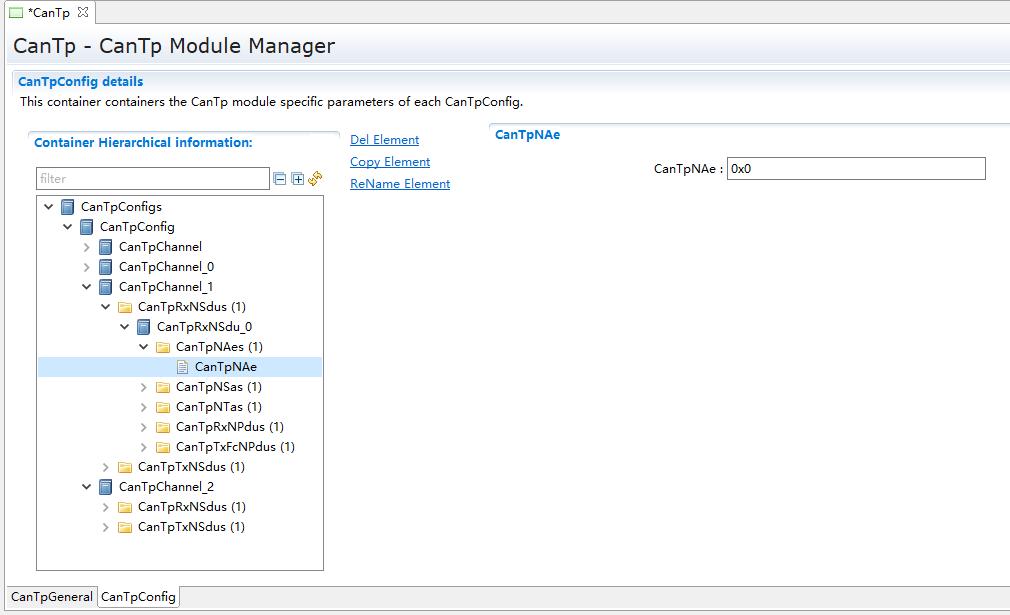 *CanTp
CanTp - CanTp Module Manager
CanTpConfig details
This container containers the CanTp module specific parameters of each CanTpConfig.
Container Hierarchical information:
filter
CanTpConfigs
CanTpConfig
CanTpChannel
CanTpChannel_0
CanTpChannel_1
CanTpRxNSdus (1)
CanTpRxNSdu_0
CanTpNAes (1)
CanTpNAe
CanTpNSas (1)
CanTpNTas (1)
CanTpRxNPdus (1)
CanTpTxFcNPdus (1)
CanTpTxNSdus (1)
CanTpChannel_2
CanTpRxNSdus (1)
CanTpTxNSdus (1)
Del Element
Copy Element
ReName Element
CanTpNAe
CanTpNAe : 0x0
CanTpGeneral CanTpConfig